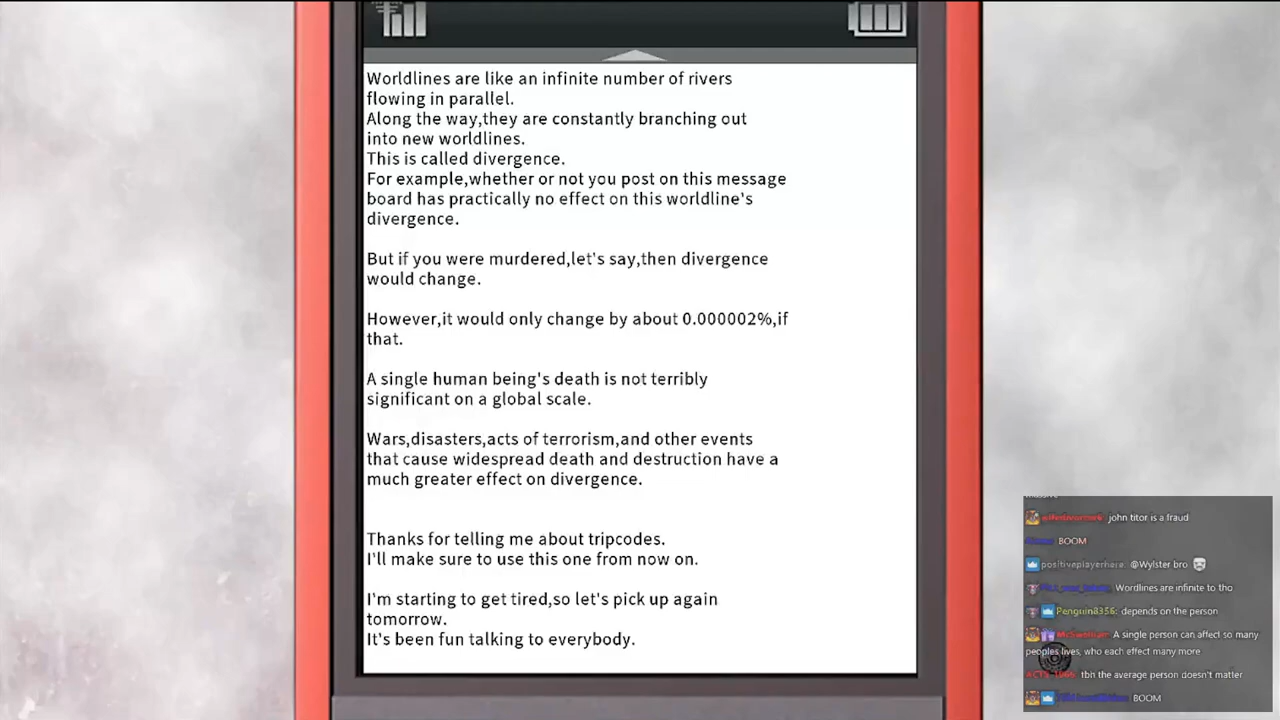 Worldlines are like an infinite number of rivers
flowing in parallel.
Along the way,they are constantly branching out
into new worldlines.
This is called divergence.
For example,whether or not you post on this message
board has practically no effect on this worldline's
divergence.
But if you were murdered,let's say,then divergence
would change.
However,it would only change by about 0.000002%,if
that.
A single human being's death is not terribly
significant on a global scale.
Wars,disasters,acts of terrorism,and other events
that cause widespread death and destruction have a
much greater effect on divergence.
Thanks for telling me about tripcodes.
I'll make sure to use this one from now on.
I'm starting to get tired,so let's pick up again
tomorrow.
It's been fun talking to everybody.
john titor is a fraud
BOOM
positiveplayerhere: @Wylster bro
Wordlines are infinite to tho
Penguin8356: depends on the person
A single person can affect so many
peoples lives, who each effect many more
tbh the average person doesn't matter
BOOM